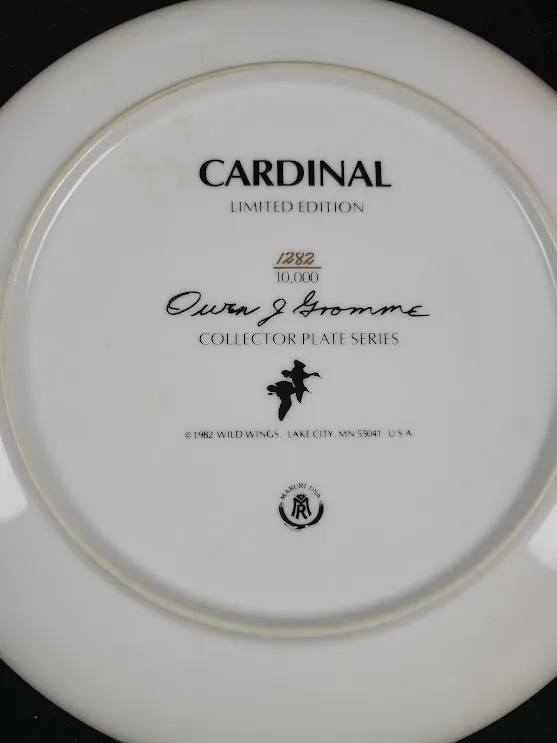 CARDINAL
LIMITED EDITION
1282
10,000
Owen J Gromme
COLLECTOR PLATE SERIES
©1982 WILD WINGS. LAKE CITY, MN 55041 U.S.A.
MARURI USA
MR